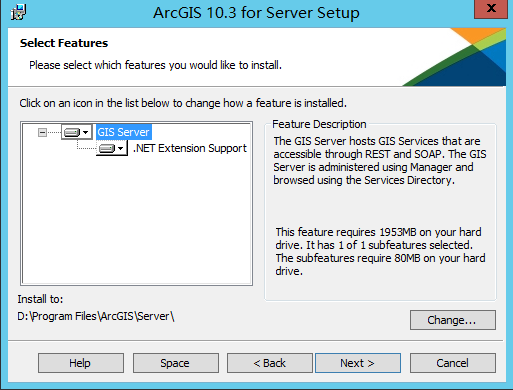 ArcGIS 10.3 for Server Setup
x
Select Features
Please select which features you would like to install.
Click on an icon in the list below to change how a feature is installed.
GIS Server
.NET Extension Support
Feature Description
The GIS Server hosts GIS Services that are
accessible through REST and SOAP. The GIS
Server is administered using Manager and
browsed using the Services Directory.
This feature requires 1953MB on your hard
drive. It has 1 of 1 subfeatures selected.
The subfeatures require 80MB on your hard
drive.
Install to:
D:\Program Files\ArcGIS\Server\
Change...
Help
Space
< Back
Next >
Cancel